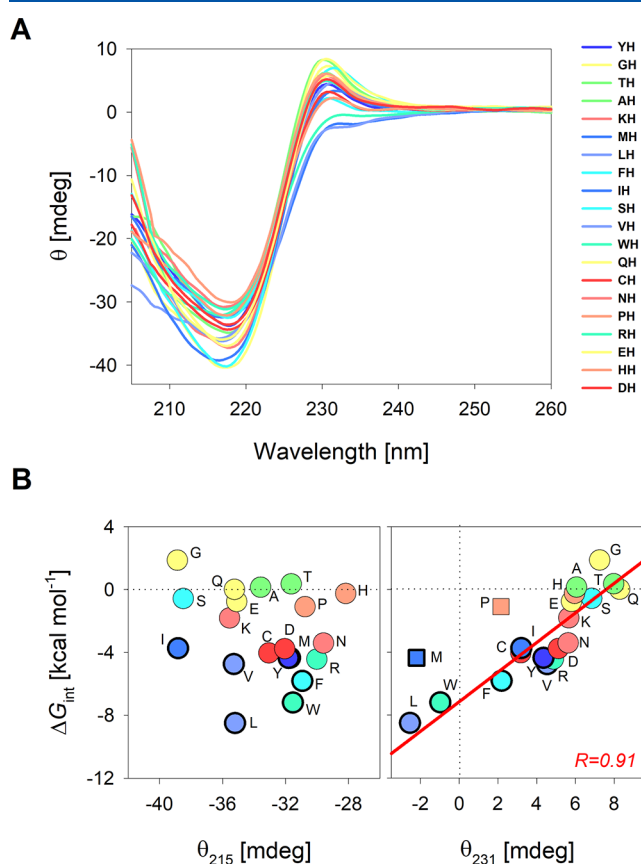 A
θ [mdeg]
10
0
-10
-20
-30
-40
210 220 230 240 250 260
Wavelength [nm]
YH
GH
TH
AH
KH
MH
LH
FH
IH
SH
VH
WH
QH
CH
NH
PH
RH
EH
HH
DH
B
ΔG_int [kcal mol⁻¹]
4
0
-4
-8
-12
G
Q
A
T
H
S
E
P
K
I
C
D
M
N
V
Y
R
F
W
L
-40 -36 -32 -28
θ₂₁₅ [mdeg]
G
A
T
H
Q
P
E
S
K
M
C
I
N
D
Y
V
R
W
F
L
R=0.91
-2 0 2 4 6 8
θ₂₃₁ [mdeg]